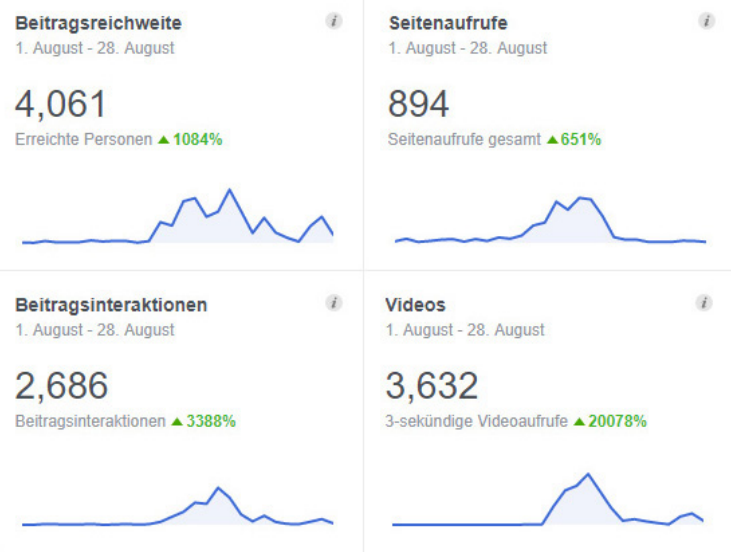 Beitragsreichweite i
1. August - 28. August
4,061
Erreichte Personen ▲ 1084%
Seitenaufrufe i
1. August - 28. August
894
Seitenaufrufe gesamt ▲ 651%
Beitragsinteraktionen i
1. August - 28. August
2,686
Beitragsinteraktionen ▲ 3388%
Videos i
1. August - 28. August
3,632
3-sekündige Videoaufrufe ▲ 20078%